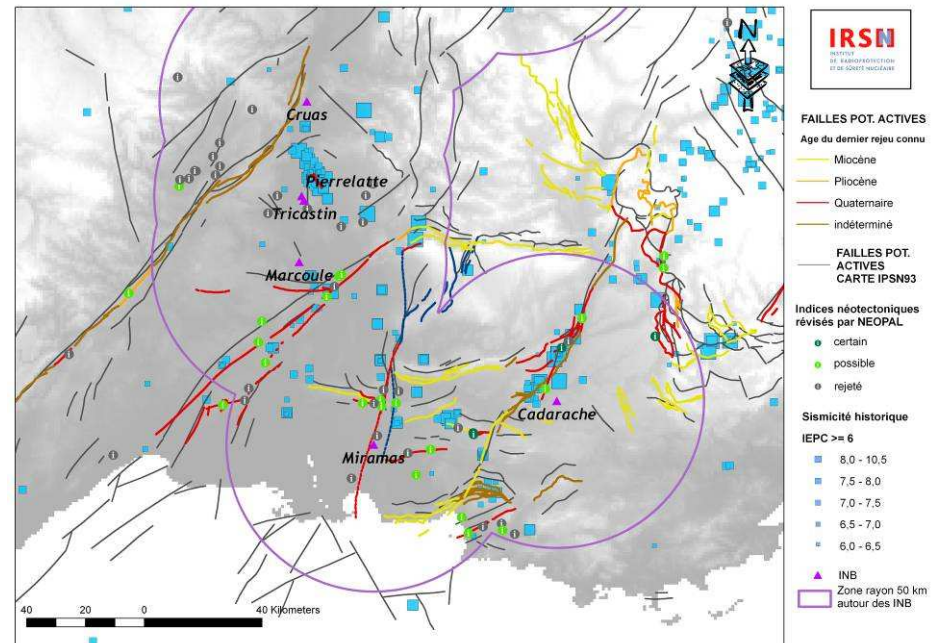 N
Cruas
Pierrelatte
Tricastin
Marcoule
Cadarache
Miramas
40 20 0 40 Kilometers
IRSN
INSTITUT
DE RADIOPROTECTION
ET DE SÛRETÉ NUCLÉAIRE
FAILLES POT. ACTIVES
Age du dernier rejeu connu
Miocène
Pliocène
Quaternaire
indéterminé
FAILLES POT.
ACTIVES
CARTE IPSN93
Indices néotectoniques
révisés par NEOPAL
certain
possible
rejeté
Sismicité historique
IEPC >= 6
8,0 - 10,5
7,5 - 8,0
7,0 - 7,5
6,5 - 7,0
6,0 - 6,5
INB
Zone rayon 50 km
autour des INB